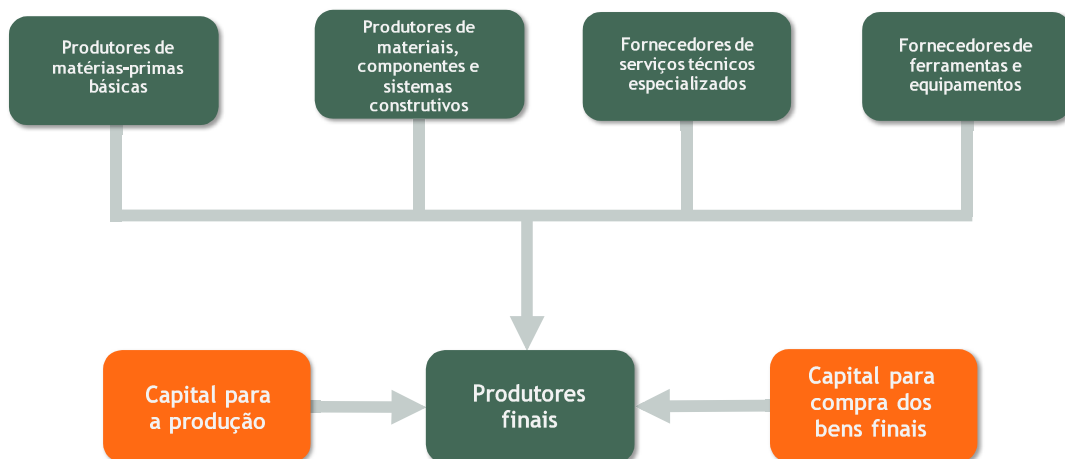 Produtores de
matérias-primas
básicas
Produtores de
materiais,
componentes e
sistemas
construtivos
Fornecedores de
serviços técnicos
especializados
Fornecedores de
ferramentas e
equipamentos
Capital para
a produção
Produtores
finais
Capital para
compra dos
bens finais